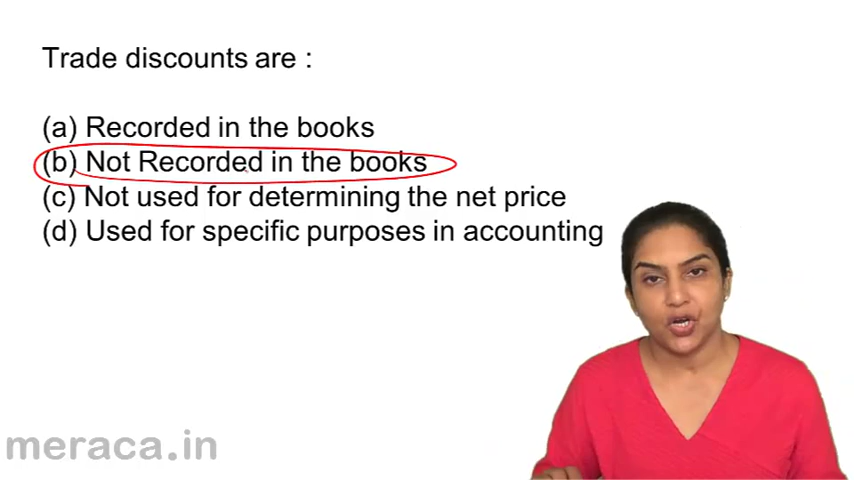 Trade discounts are :
(a) Recorded in the books
(b) Not Recorded in the books
(c) Not used for determining the net price
(d) Used for specific purposes in accounting
meraca.in